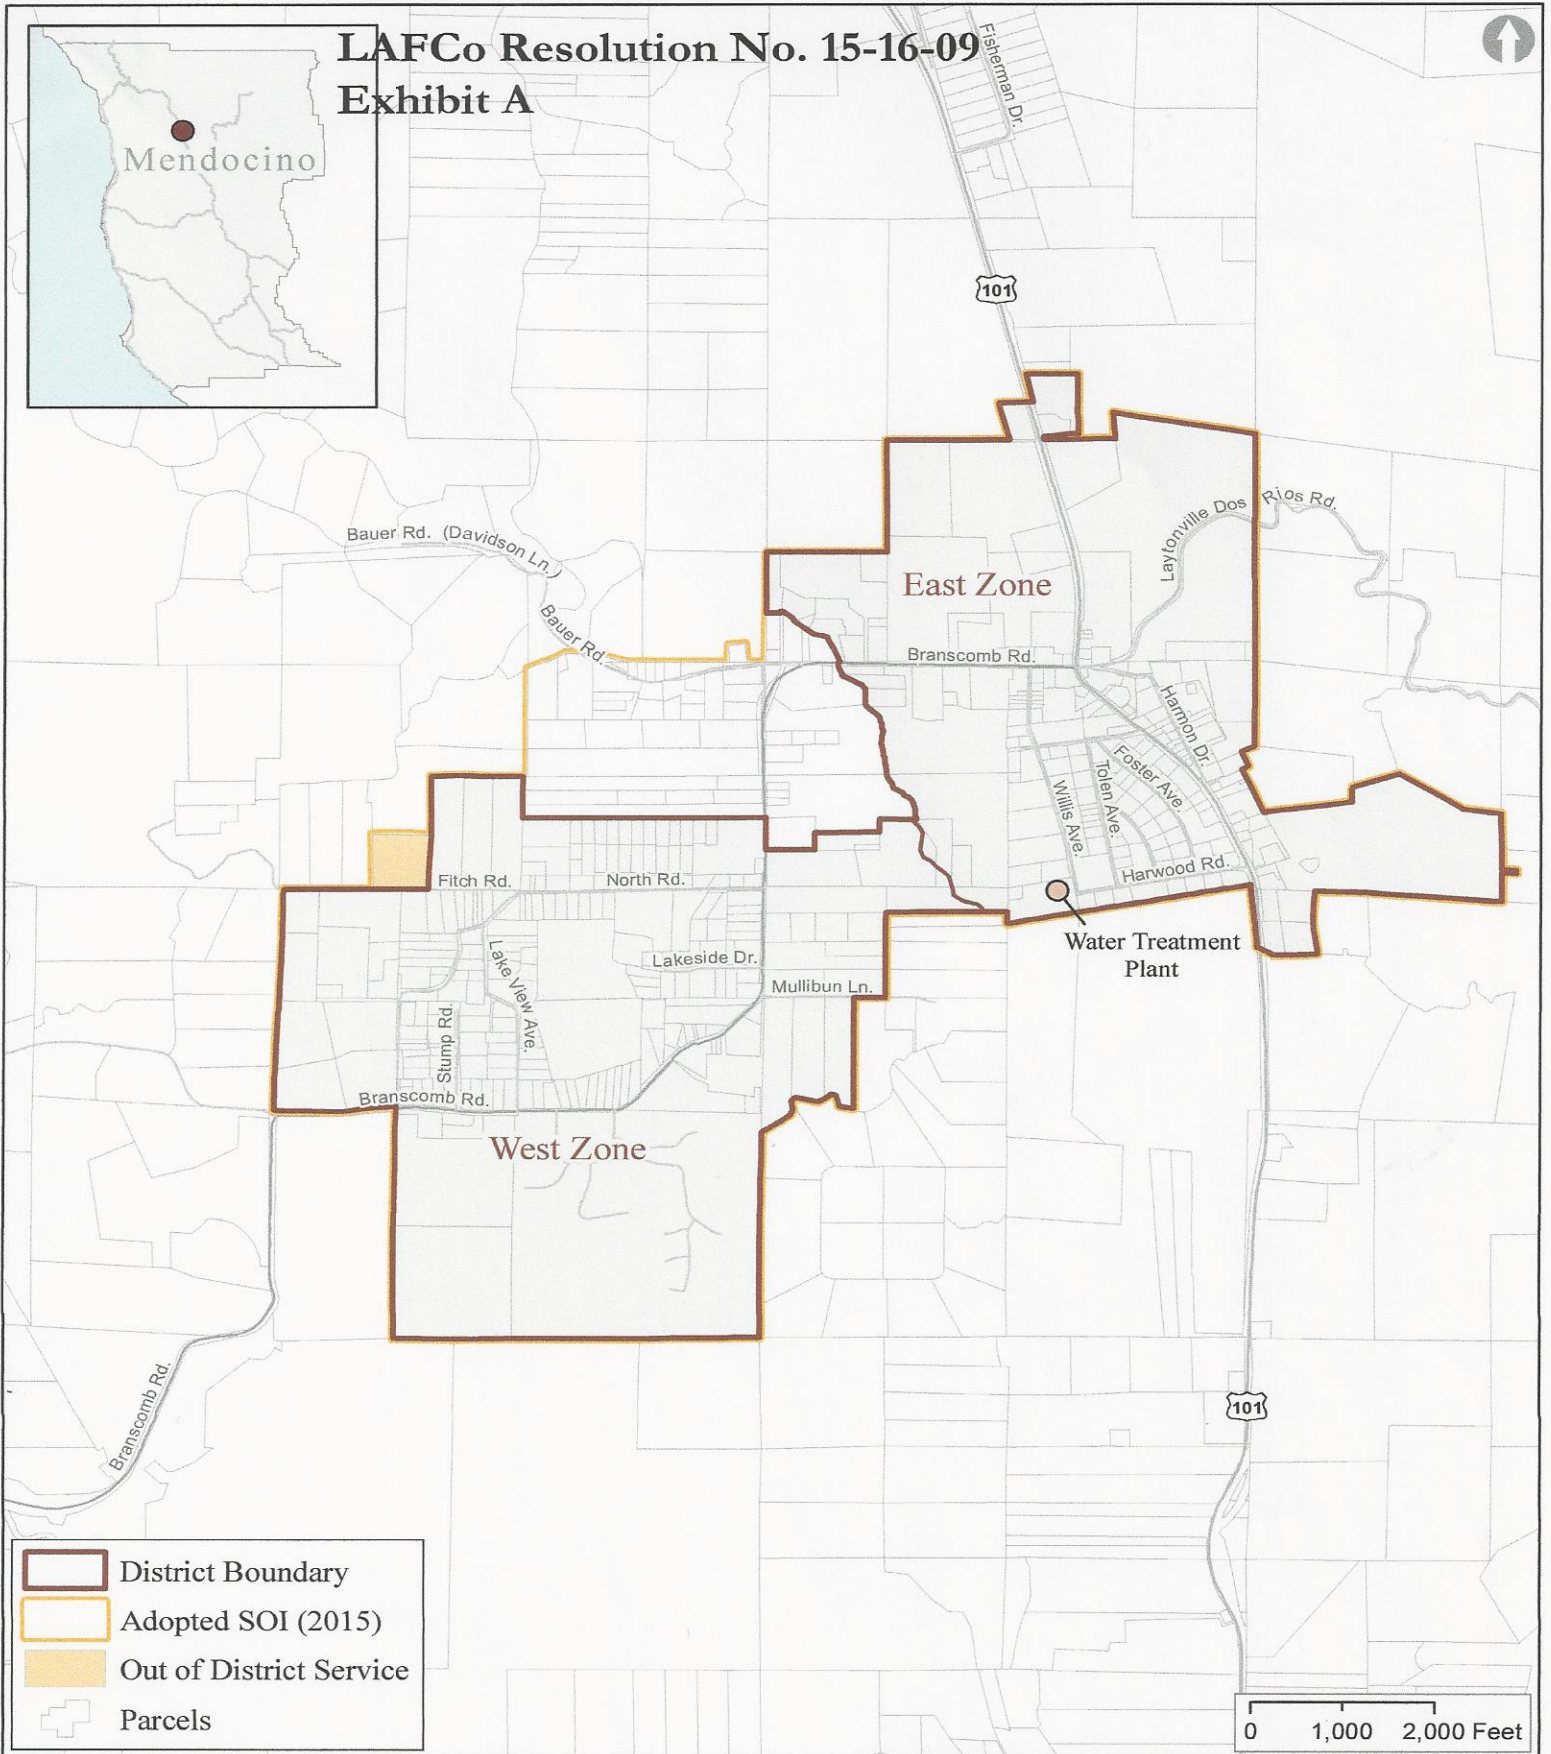 LAFCo Resolution No. 15-16-09
Exhibit A
Mendocino
Fisherman Dr.
101
Laytonville Dos Rios Rd.
Bauer Rd. (Davidson Ln.)
East Zone
Bauer Rd.
Branscomb Rd.
Harmon Dr.
Foster Ave.
Tolen Ave.
Willis Ave.
Harwood Rd.
Fitch Rd.
North Rd.
Water Treatment
Plant
Lake View Ave.
Lakeside Dr.
Mullibun Ln.
Stump Rd.
Branscomb Rd.
West Zone
Branscomb Rd.
101
District Boundary
Adopted SOI (2015)
Out of District Service
Parcels
0 1,000 2,000 Feet